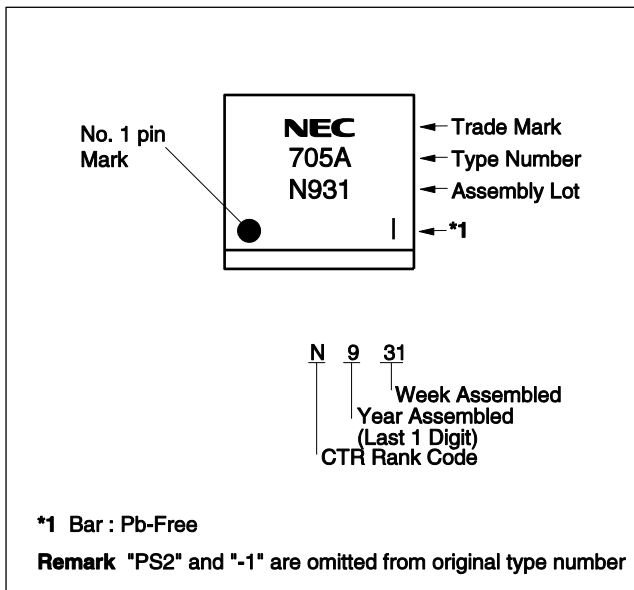 NEC
705A
N931
No. 1 pin
Mark
Trade Mark
Type Number
Assembly Lot
*1
N 9 31
Week Assembled
Year Assembled
(Last 1 Digit)
CTR Rank Code
*1 Bar : Pb-Free
Remark "PS2" and "-1" are omitted from original type number